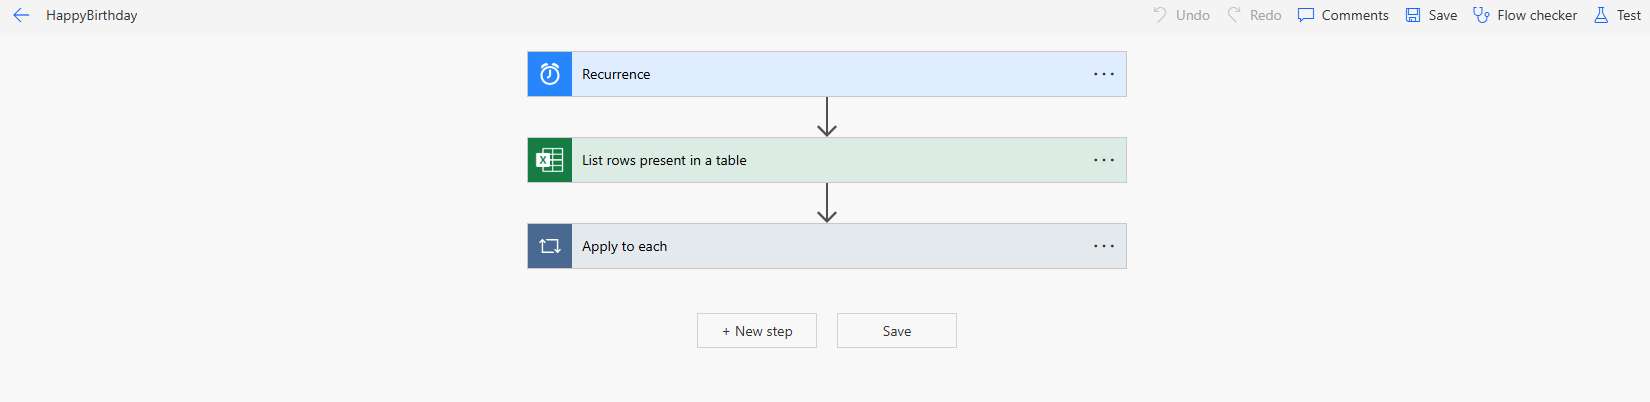 HappyBirthday
Undo Redo Comments Save Flow checker Test
Recurrence
List rows present in a table
Apply to each
+ New step Save